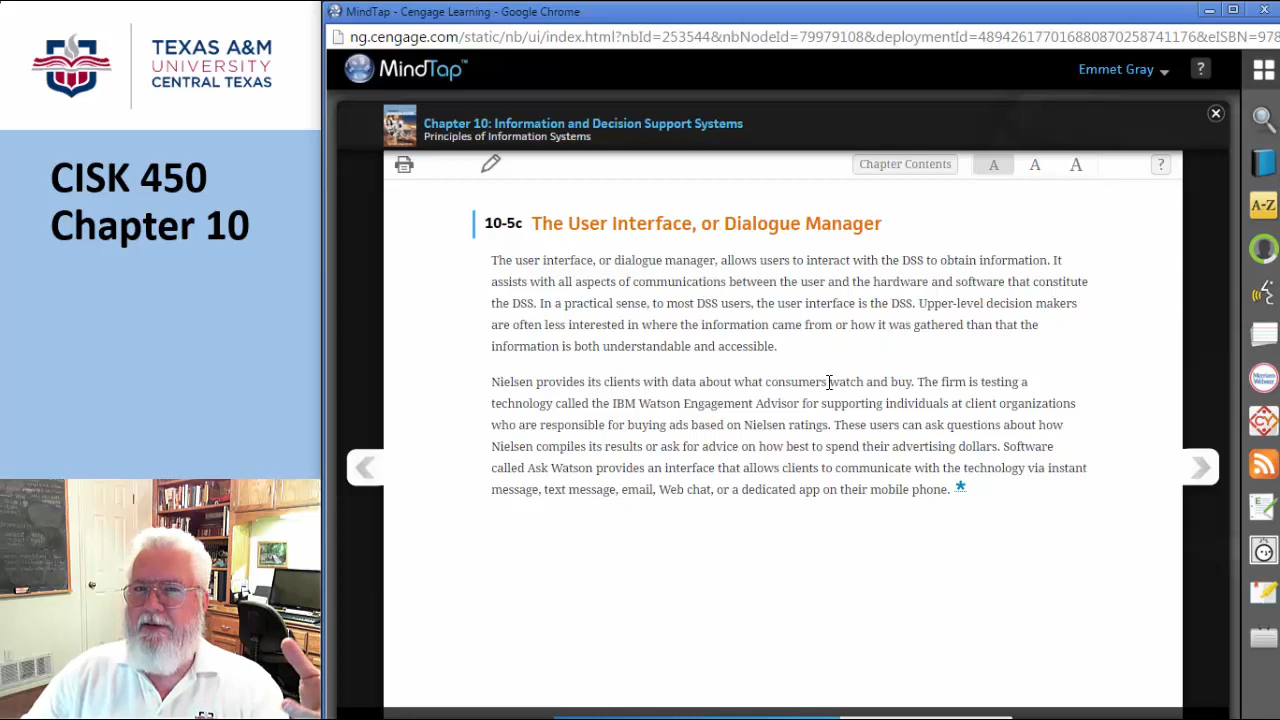 TEXAS A&M
UNIVERSITY
CENTRAL TEXAS
CISK 450
Chapter 10
MindTap - Cengage Learning - Google Chrome
ng.cengage.com/static/nb/ui/index.html?nbId=253544&nbNodeId=79979108&deploymentId=4894261770168870258741176&eISBN=978
MindTap™
Emmet Gray
?
Chapter 10: Information and Decision Support Systems
Principles of Information Systems
Chapter Contents
A A A
?
10-5c The User Interface, or Dialogue Manager
The user interface, or dialogue manager, allows users to interact with the DSS to obtain information. It
assists with all aspects of communications between the user and the hardware and software that constitute
the DSS. In a practical sense, to most DSS users, the user interface is the DSS. Upper-level decision makers
are often less interested in where the information came from or how it was gathered than that the
information is both understandable and accessible.
Nielsen provides its clients with data about what consumers watch and buy. The firm is testing a
technology called the IBM Watson Engagement Advisor for supporting individuals at client organizations
who are responsible for buying ads based on Nielsen ratings. These users can ask questions about how
Nielsen compiles its results or ask for advice on how best to spend their advertising dollars. Software
called Ask Watson provides an interface that allows clients to communicate with the technology via instant
message, text message, email, Web chat, or a dedicated app on their mobile phone. *
A-Z
Merriam
Webster
CY